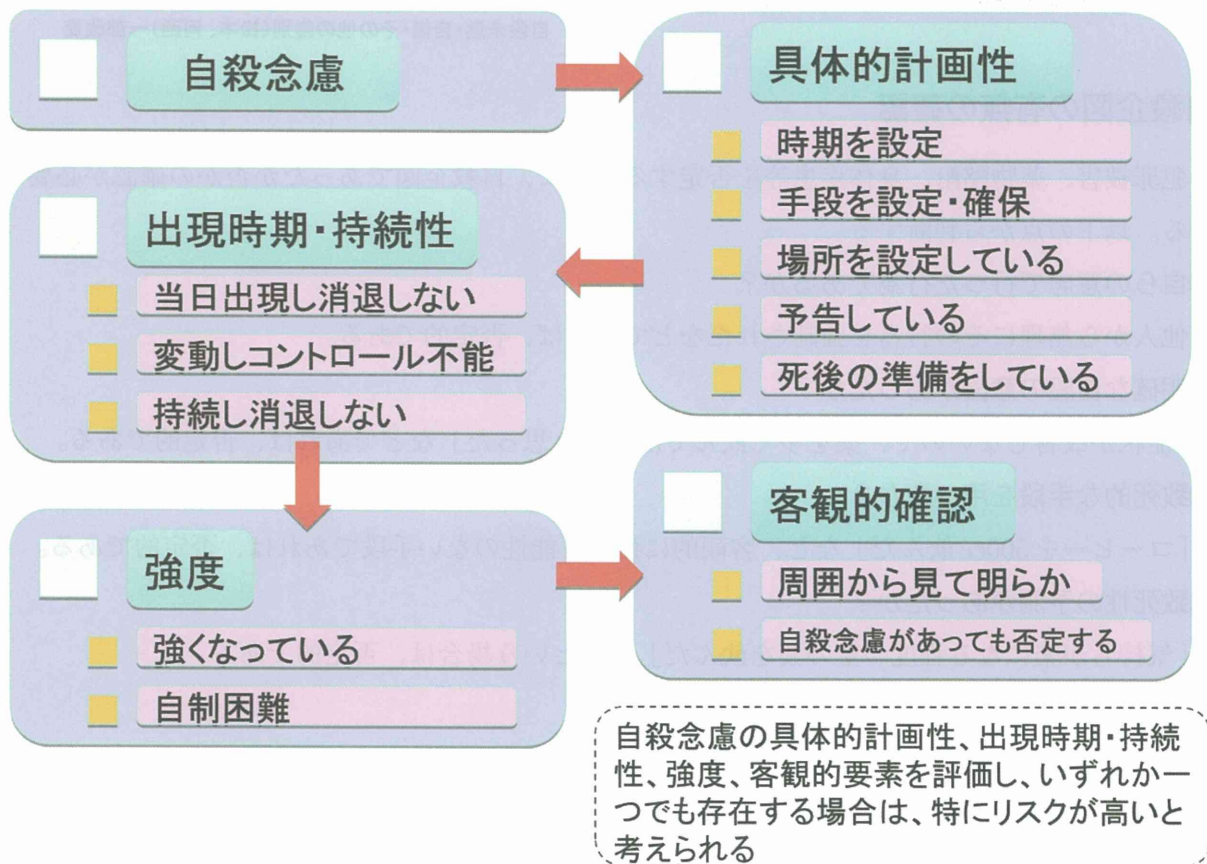 自殺念慮
具体的計画性
時期を設定
手段を設定・確保
場所を設定している
予告している
死後の準備をしている
出現時期・持続性
当日出現し消退しない
変動しコントロール不能
持続し消退しない
強度
強くなっている
自制困難
客観的確認
周囲から見て明らか
自殺念慮があっても否定する
自殺念慮の具体的計画性、出現時期・持続
性、強度、客観的要素を評価し、いずれか一
つでも存在する場合は、特にリスクが高いと
考えられる